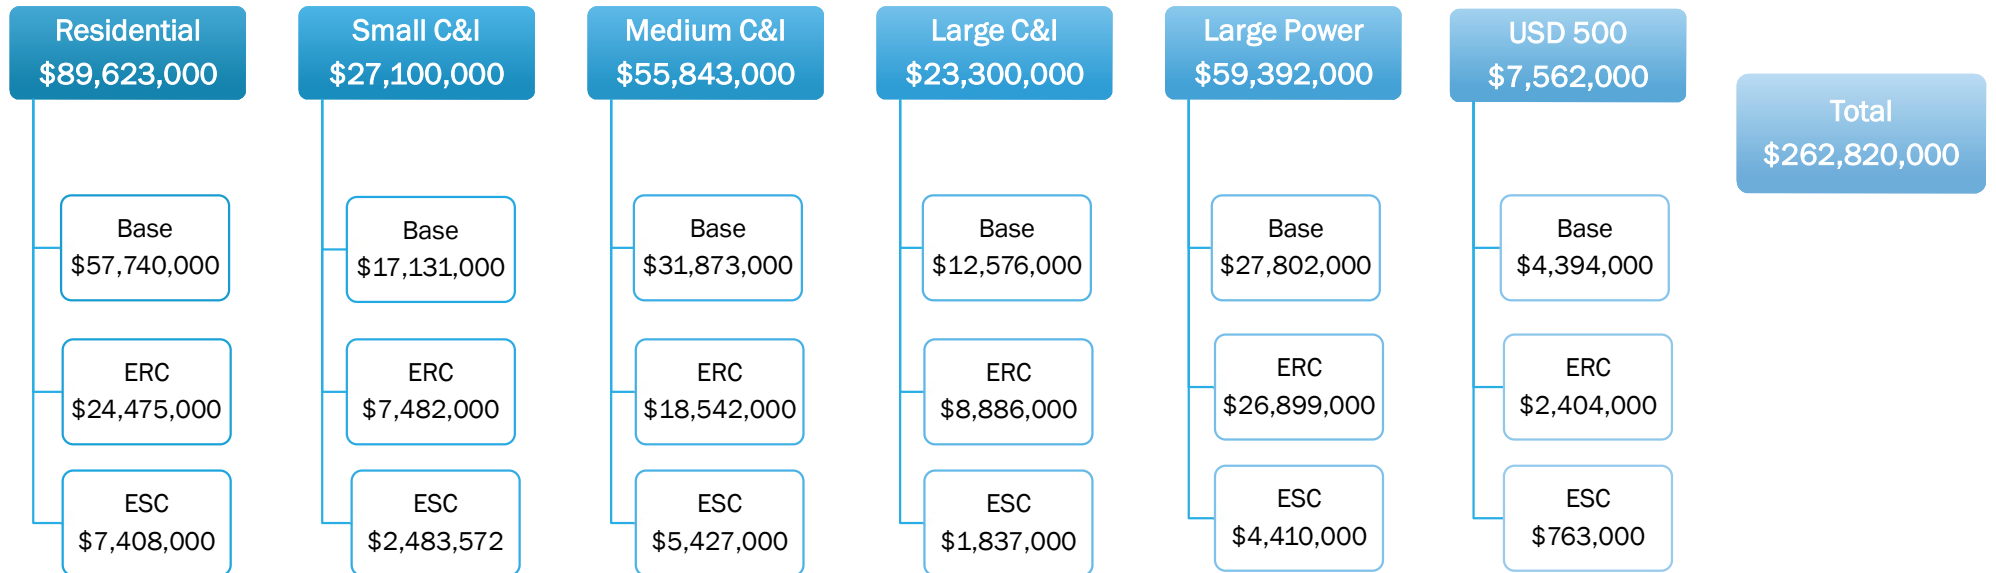 Residential
$89,623,000
Base
$57,740,000
ERC
$24,475,000
ESC
$7,408,000
Small C&I
$27,100,000
Base
$17,131,000
ERC
$7,482,000
ESC
$2,483,572
Medium C&I
$55,843,000
Base
$31,873,000
ERC
$18,542,000
ESC
$5,427,000
Large C&I
$23,300,000
Base
$12,576,000
ERC
$8,886,000
ESC
$1,837,000
Large Power
$59,392,000
Base
$27,802,000
ERC
$26,899,000
ESC
$4,410,000
USD 500
$7,562,000
Base
$4,394,000
ERC
$2,404,000
ESC
$763,000
Total
$262,820,000